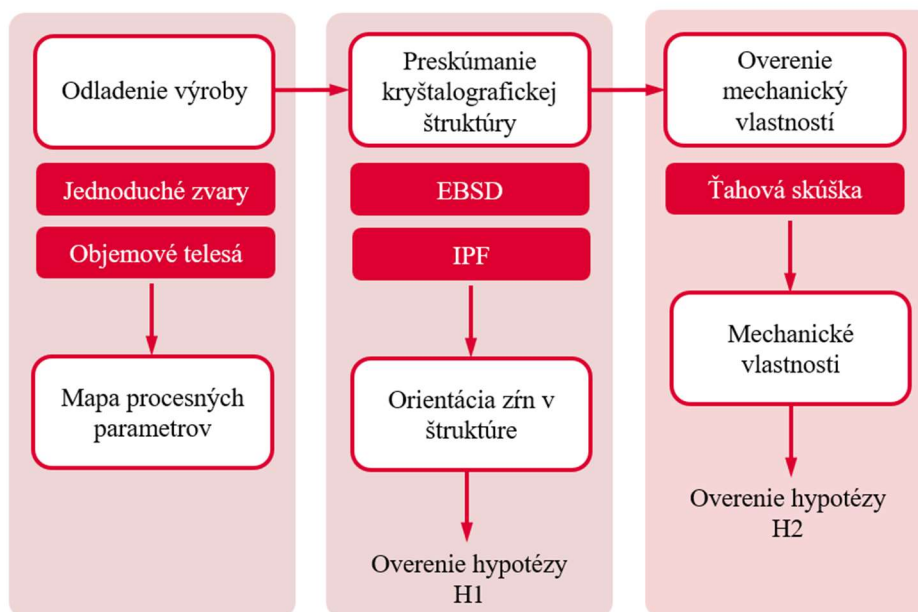 Odladenie výroby
Jednoduché zvary
Objemové telesá
Mapa procesných
parametrov
Preskúmanie
kryštalografickej
štruktúry
EBSD
IPF
Orientácia zŕn v
štruktúre
Overenie hypotézy
H1
Overenie
mechanický
vlastností
Ťahová skúška
Mechanické
vlastnosti
Overenie hypotézy
H2